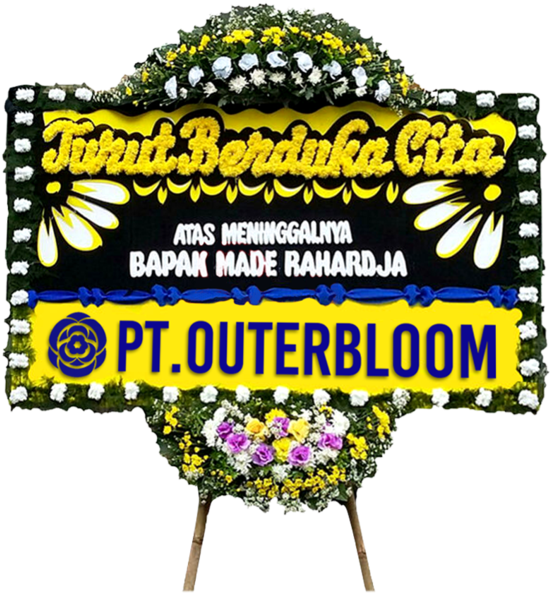 Turut Berduka Cita
ATAS MENINGGALNYA
BAPAK MADE RAHARDJA
PT.OUTERBLOOM